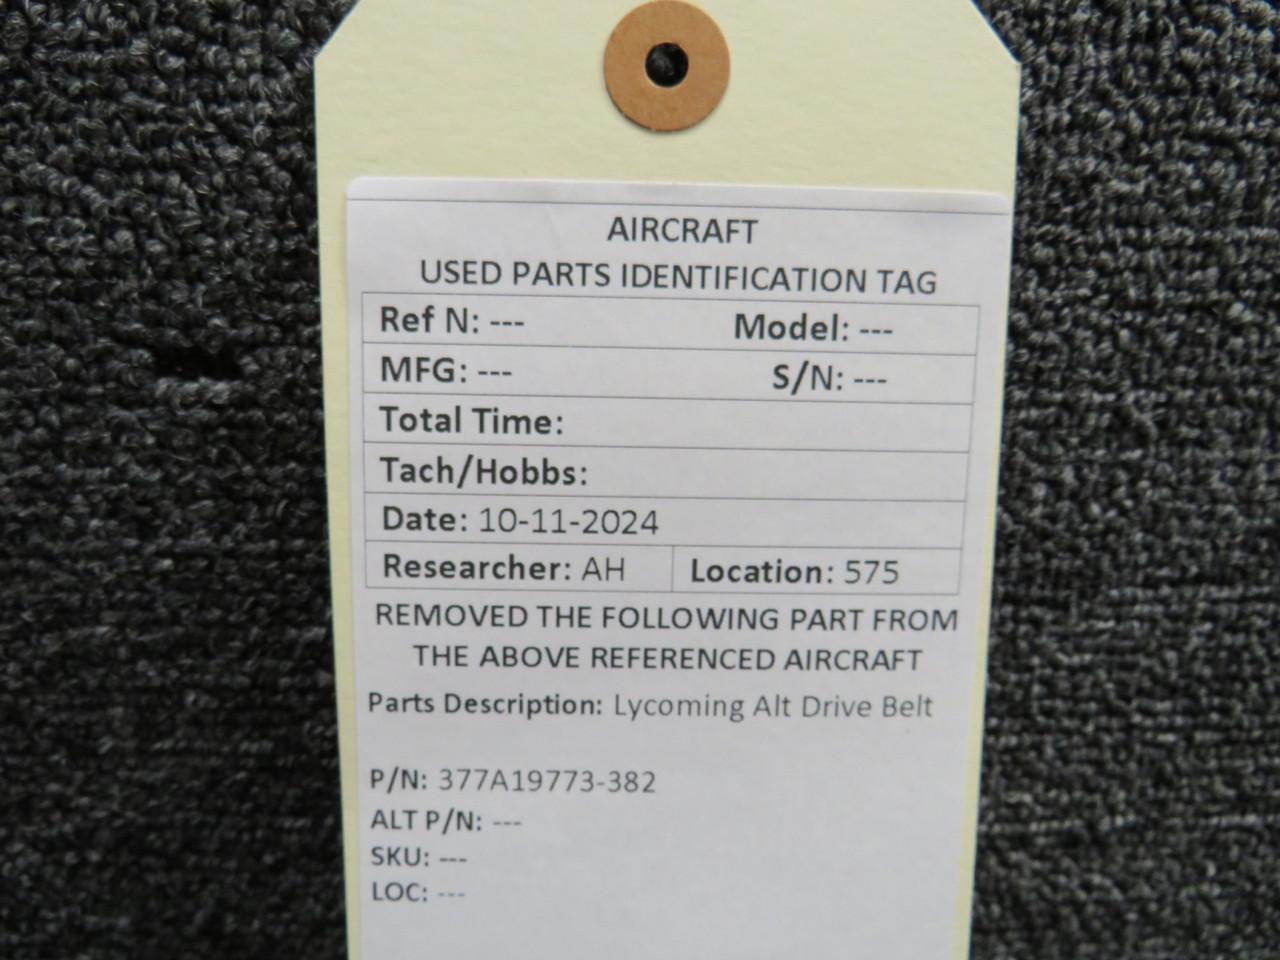 AIRCRAFT
USED PARTS IDENTIFICATION TAG
Ref N: --- Model: ---
MFG: --- S/N: ---
Total Time:
Tach/Hobbs:
Date: 10-11-2024
Researcher: AH Location: 575
REMOVED THE FOLLOWING PART FROM
THE ABOVE REFERENCED AIRCRAFT
Parts Description: Lycoming Alt Drive Belt
P/N: 377A19773-382
ALT P/N: ---
SKU: ---
LOC: ---